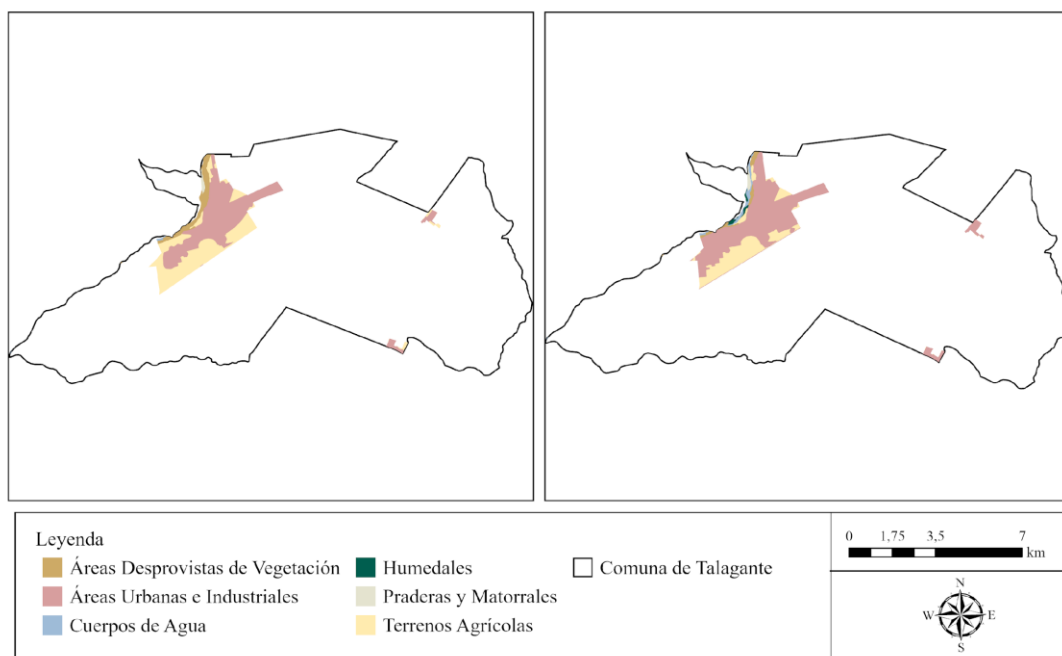 Leyenda
Áreas Desprovistas de Vegetación
Áreas Urbanas e Industriales
Cuerpos de Agua
Humedales
Praderas y Matorrales
Terrenos Agrícolas
Comuna de Talagante
0 1,75 3,5 7
km
N
W E
S